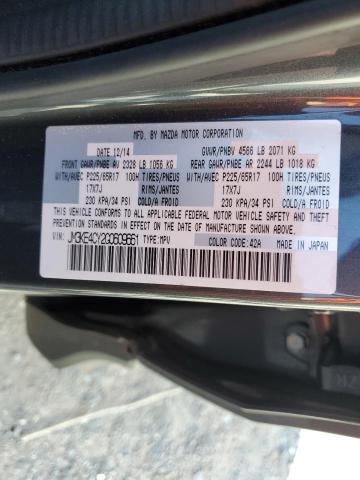 MFD. BY MAZDA MOTOR CORPORATION
DATE 12/14 GVWR/PNBV 4566 LB 2071 KG
FRONT GAWR/PNBE AV 2328 LB 1056 KG REAR GAWR/PNBE AR 2244 LB 1018 KG
WITH/AVEC P225/65R17 100H TIRES/PNEUS WITH/AVEC P225/65R17 100H TIRES/PNEUS
17X7J RIMS/JANTES 17X7J RIMS/JANTES
230 KPA/34 PSI COLD/A FROID 230 KPA/34 PSI COLD/A FROID
THIS VEHICLE CONFORMS TO ALL APPLICABLE FEDERAL MOTOR VEHICLE SAFETY, BUMPER, AND THEFT
PREVENTION STANDARDS IN EFFECT ON THE DATE OF MANUFACTURE SHOWN ABOVE.
VIN: JM3KE4CY2G0609661 TYPE:MPV COLOR CODE:42A MADE IN JAPAN